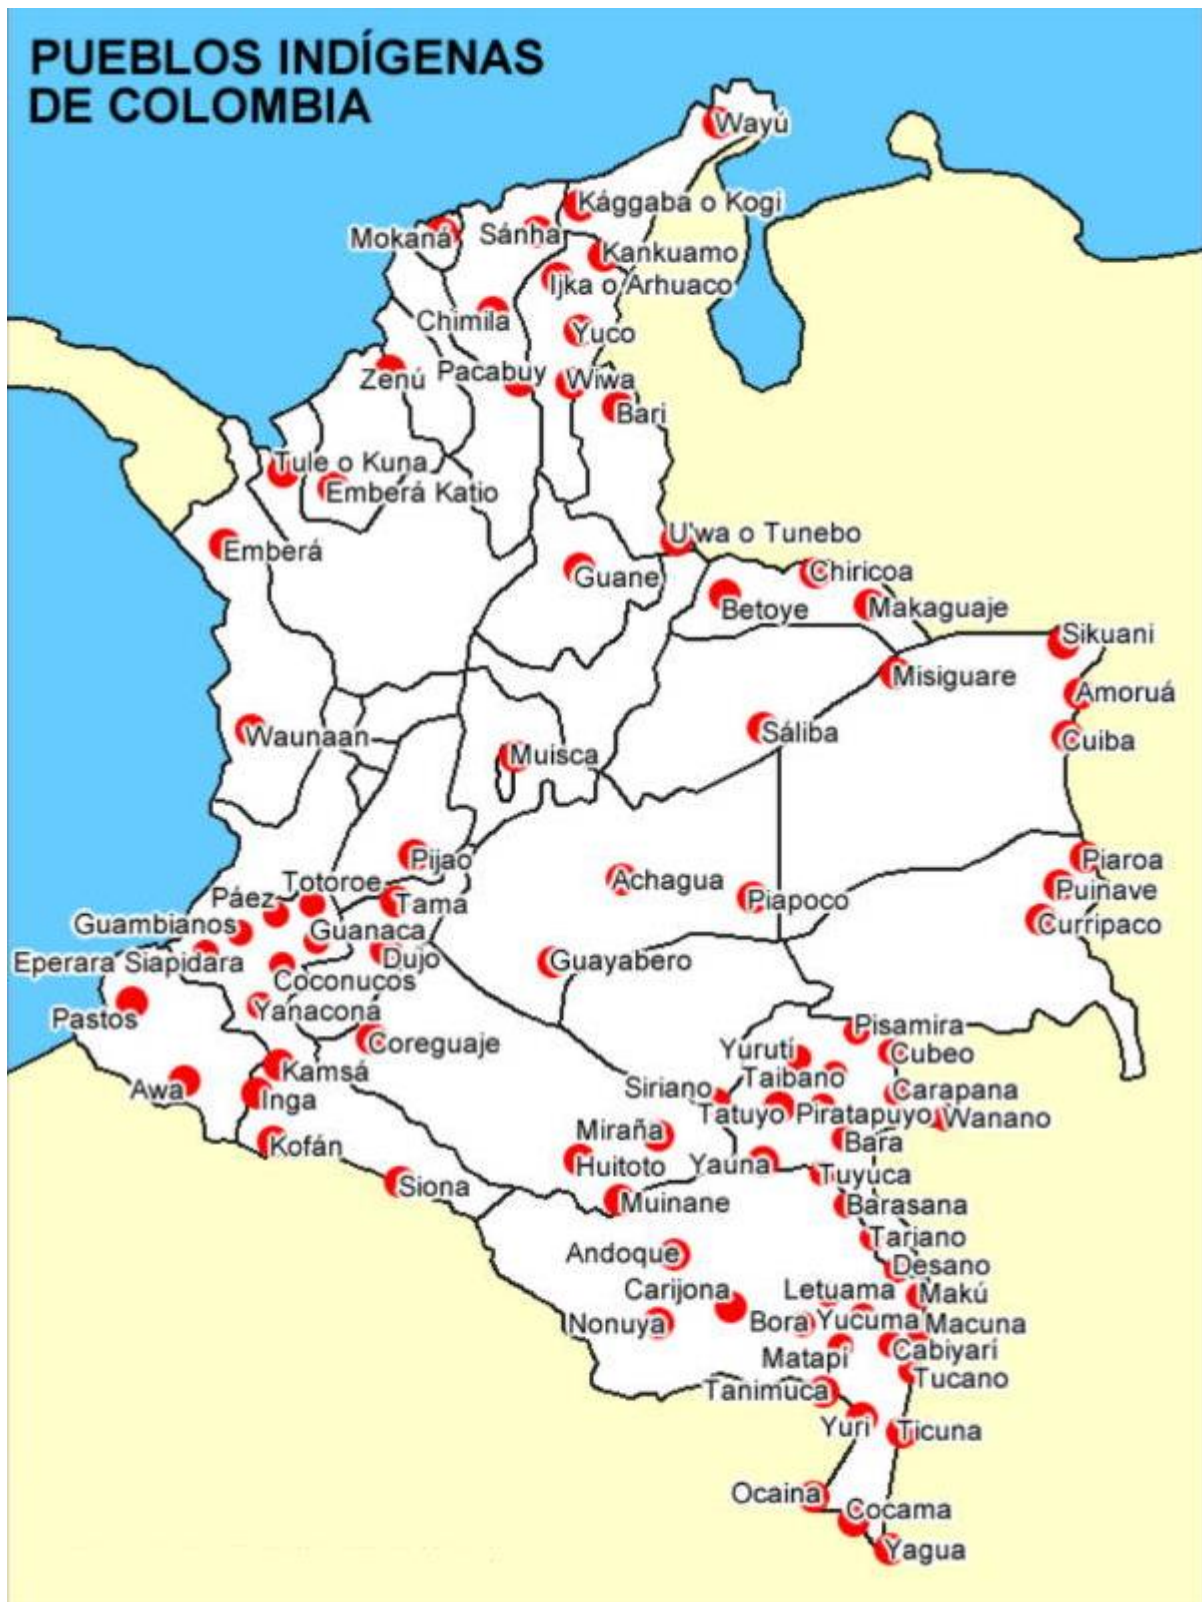 PUEBLOS INDÍGENAS
DE COLOMBIA
Wayú
Kággaba o Kogi
Mokaná
Sánha
Kankuamo
Ijka o Arhuaco
Chimila
Yuco
Zenú
Pacabuy
Wiwa
Bari
Tule o Kuna
Emberá Katio
U'wa o Tunebo
Emberá
Guane
Chiricoa
Betoye
Makaguaje
Sikuani
Misiguare
Amoruá
Waunaan
Sáliba
Cuiba
Muisca
Pijao
Piaroa
Totoroe
Achagua
Puinave
Páez
Tama
Piapoco
Guambianos
Guanaca
Curripaco
Eperara Siapidara
Dujo
Guayabero
Coconucos
Pastos
Yanaconá
Coreguaje
Pisamira
Yurutí
Cubeo
Kamsá
Taibano
Awa
Inga
Siriano
Carapana
Tatuyo
Piratapuyo
Wanano
Miraña
Bara
Kofán
Huitoto
Yauna
Tuyuca
Siona
Muinane
Barasana
Tariano
Andoque
Desano
Carijona
Letuama
Makú
Nonuya
Bora
Yucuma
Macuna
Matapí
Cabiyarí
Tanimuca
Tucano
Yuri
Ticuna
Ocaina
Cocama
Yagua